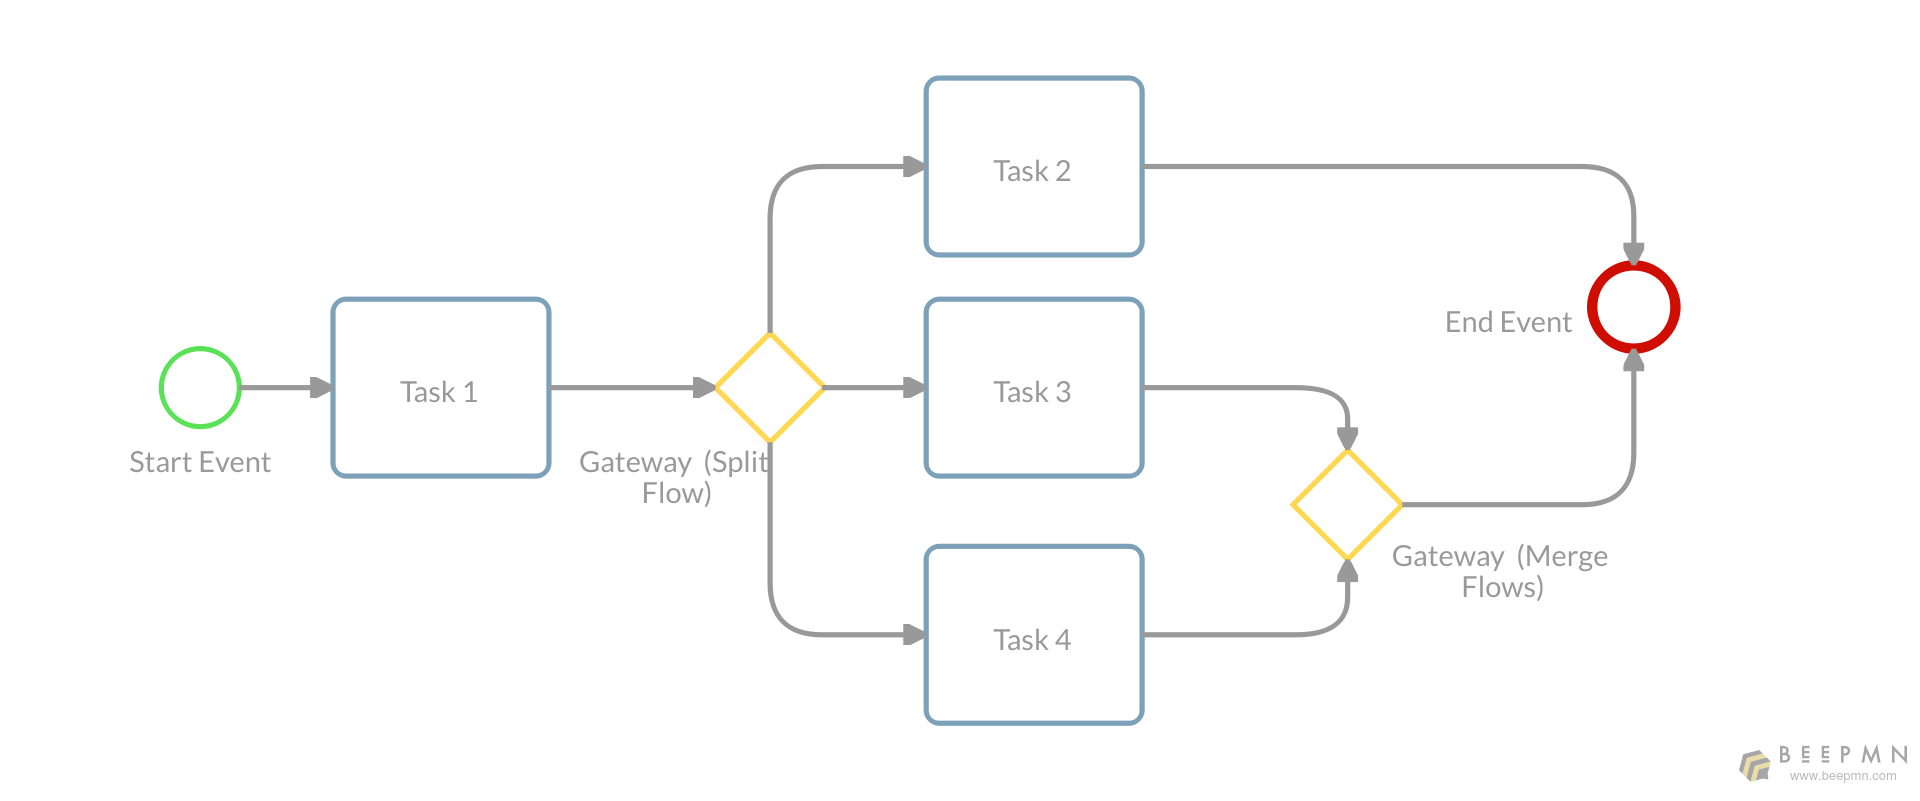 Task 2
End Event
Task 1
Task 3
Start Event
Gateway (Split
Flow)
Gateway (Merge
Flows)
Task 4
BEEPMN
www.beepmn.com